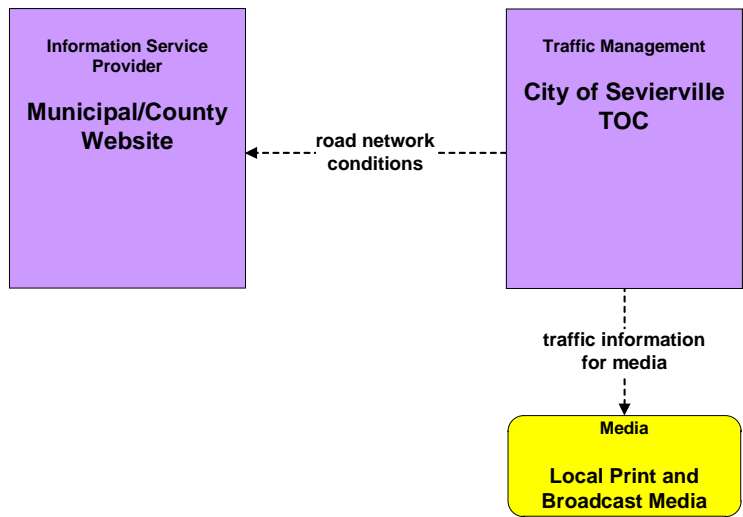 Information Service
Provider
Municipal/County
Website
Traffic Management
City of Sevierville
TOC
road network
conditions
traffic information
for media
Media
Local Print and
Broadcast Media